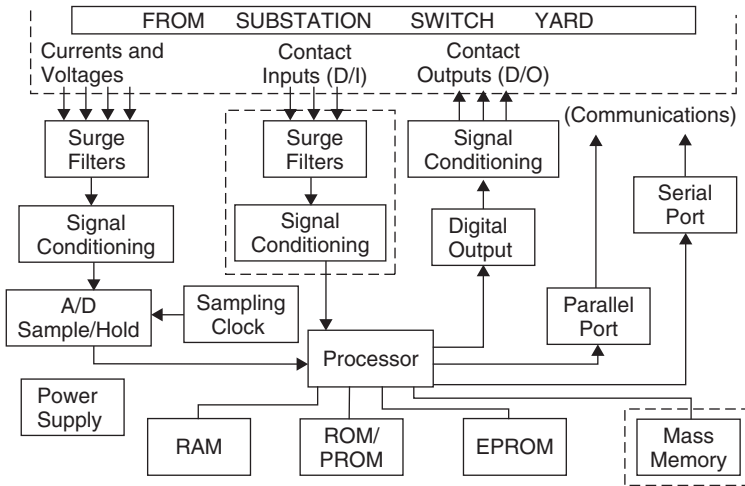 FROM SUBSTATION SWITCH YARD
Currents and
Voltages
Contact
Inputs (D/I)
Contact
Outputs (D/O)
(Communications)
Surge
Filters
Surge
Filters
Signal
Conditioning
Serial
Port
Signal
Conditioning
Signal
Conditioning
Digital
Output
A/D
Sample/Hold
Sampling
Clock
Parallel
Port
Processor
Power
Supply
RAM
ROM/
PROM
EPROM
Mass
Memory